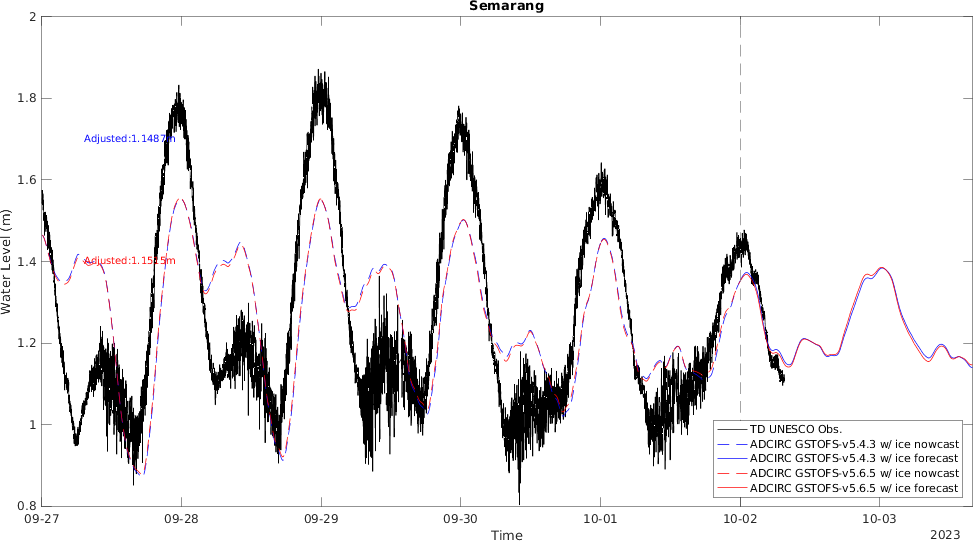 Semarang
Water Level (m)
2
1.8
1.6
1.4
1.2
1
0.8
Adjusted:1.1487m
Adjusted:1.1515m
TD UNESCO Obs.
ADCIRC GSTOFS-v5.4.3 w/ ice nowcast
ADCIRC GSTOFS-v5.4.3 w/ ice forecast
ADCIRC GSTOFS-v5.6.5 w/ ice nowcast
ADCIRC GSTOFS-v5.6.5 w/ ice forecast
09-27
09-28
09-29
09-30
10-01
10-02
10-03
Time
2023